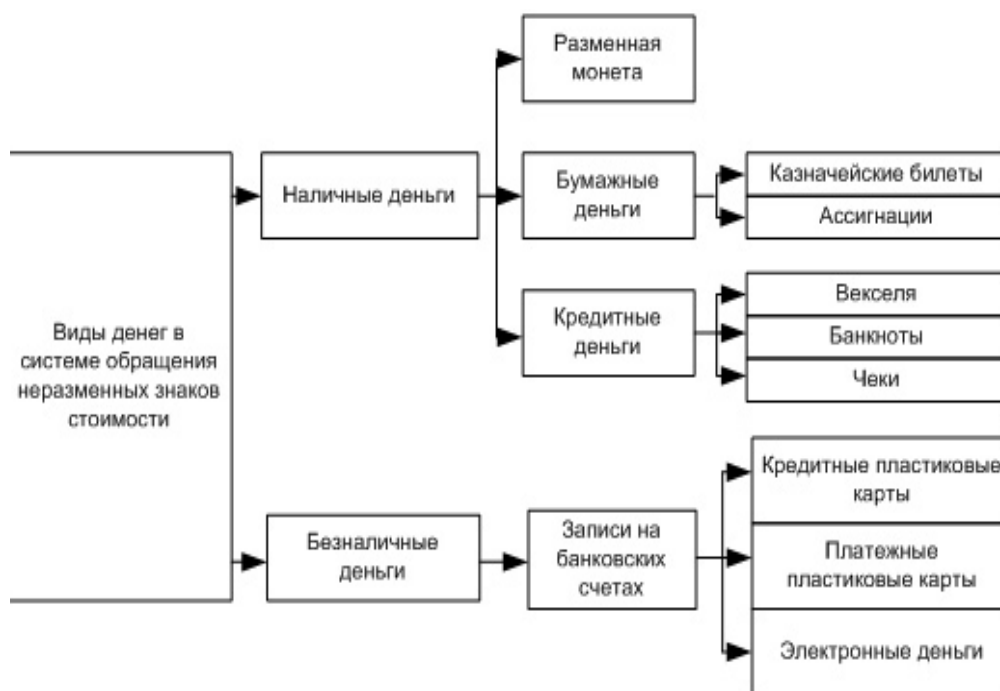 Разменная
монета
Наличные деньги
Бумажные
деньги
Казначейские билеты
Ассигнации
Кредитные
деньги
Векселя
Банкноты
Чеки
Виды денег в
системе обращения
неразменных знаков
стоимости
Безналичные
деньги
Записи на
банковских
счетах
Кредитные пластиковые
карты
Платежные
пластиковые карты
Электронные деньги